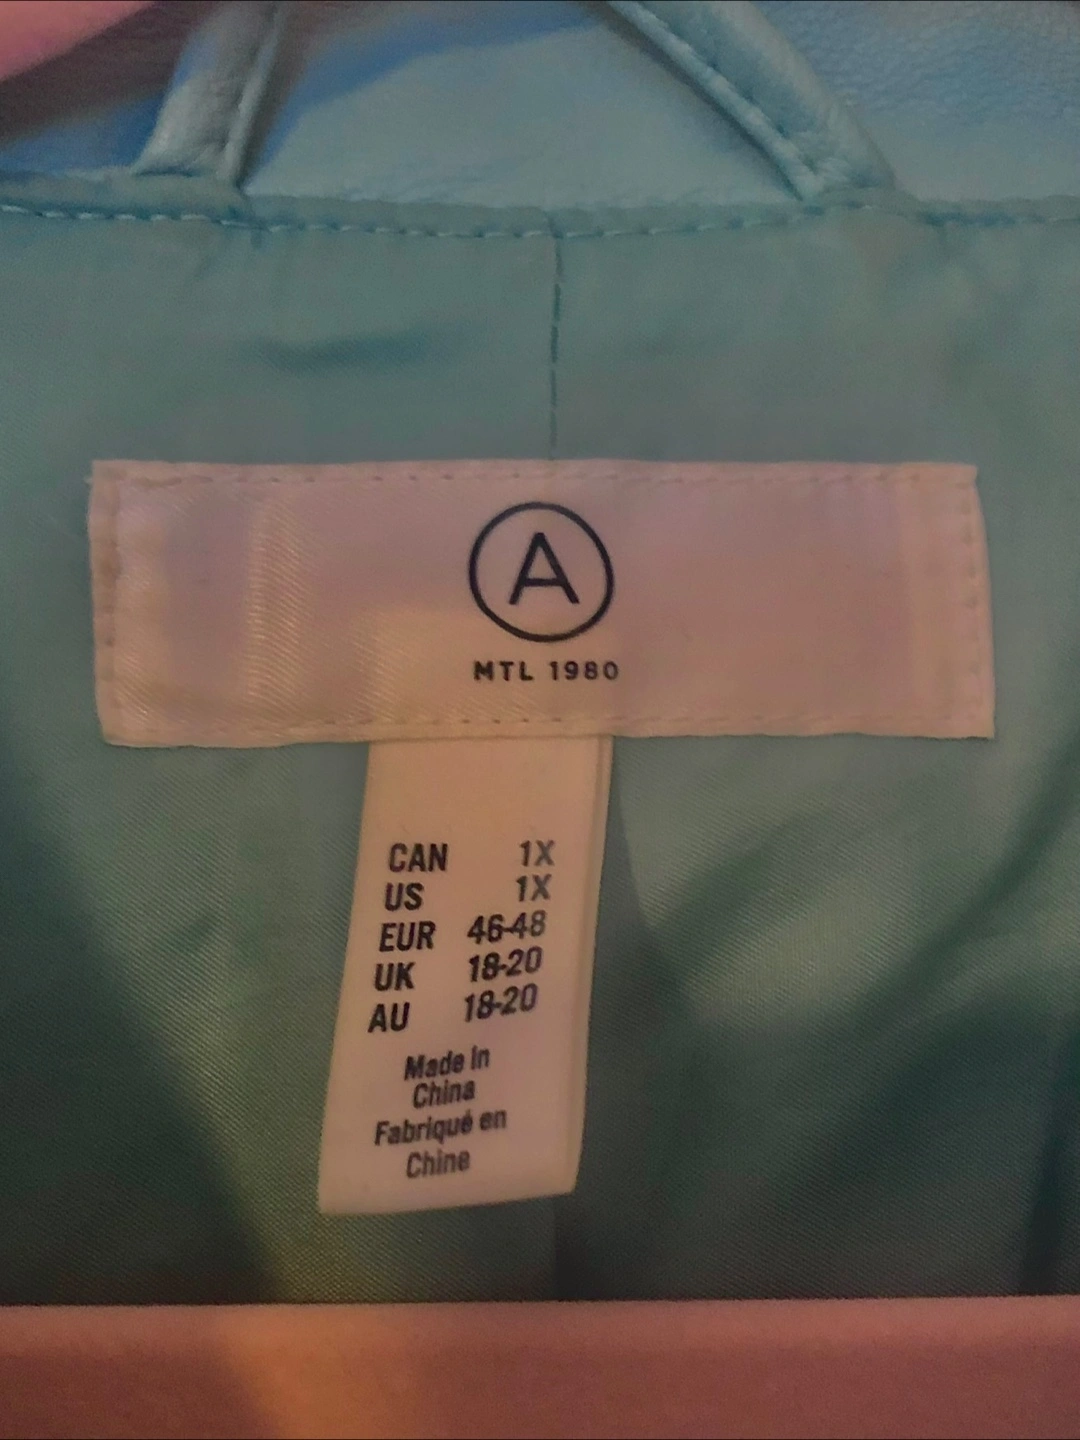 A
MTL 1980
CAN 1X
US 1X
EUR 46-48
UK 18-20
AU 18-20
Made in
China
Fabriqué en
Chine